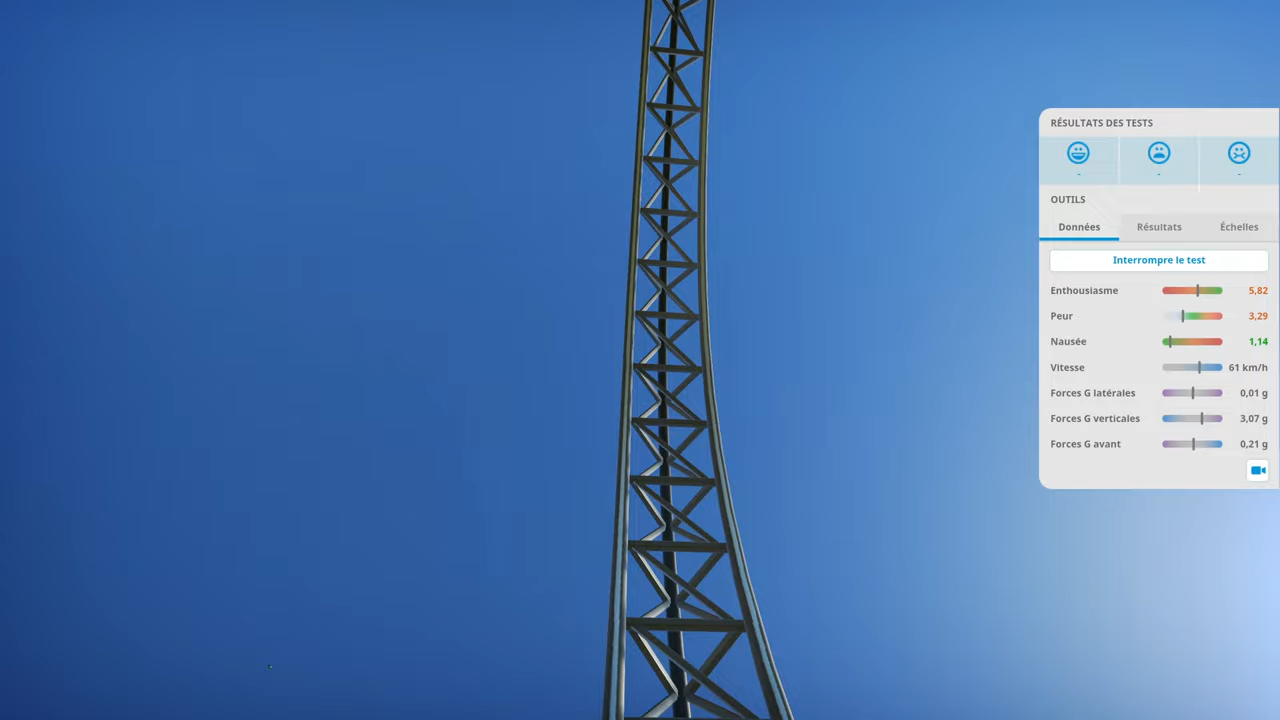 RÉSULTATS DES TESTS
- - -
OUTILS
Données Résultats Échelles
Interrompre le test
Enthousiasme 5,82
Peur 3,29
Nausée 1,14
Vitesse 61 km/h
Forces G latérales 0,01 g
Forces G verticales 3,07 g
Forces G avant 0,21 g